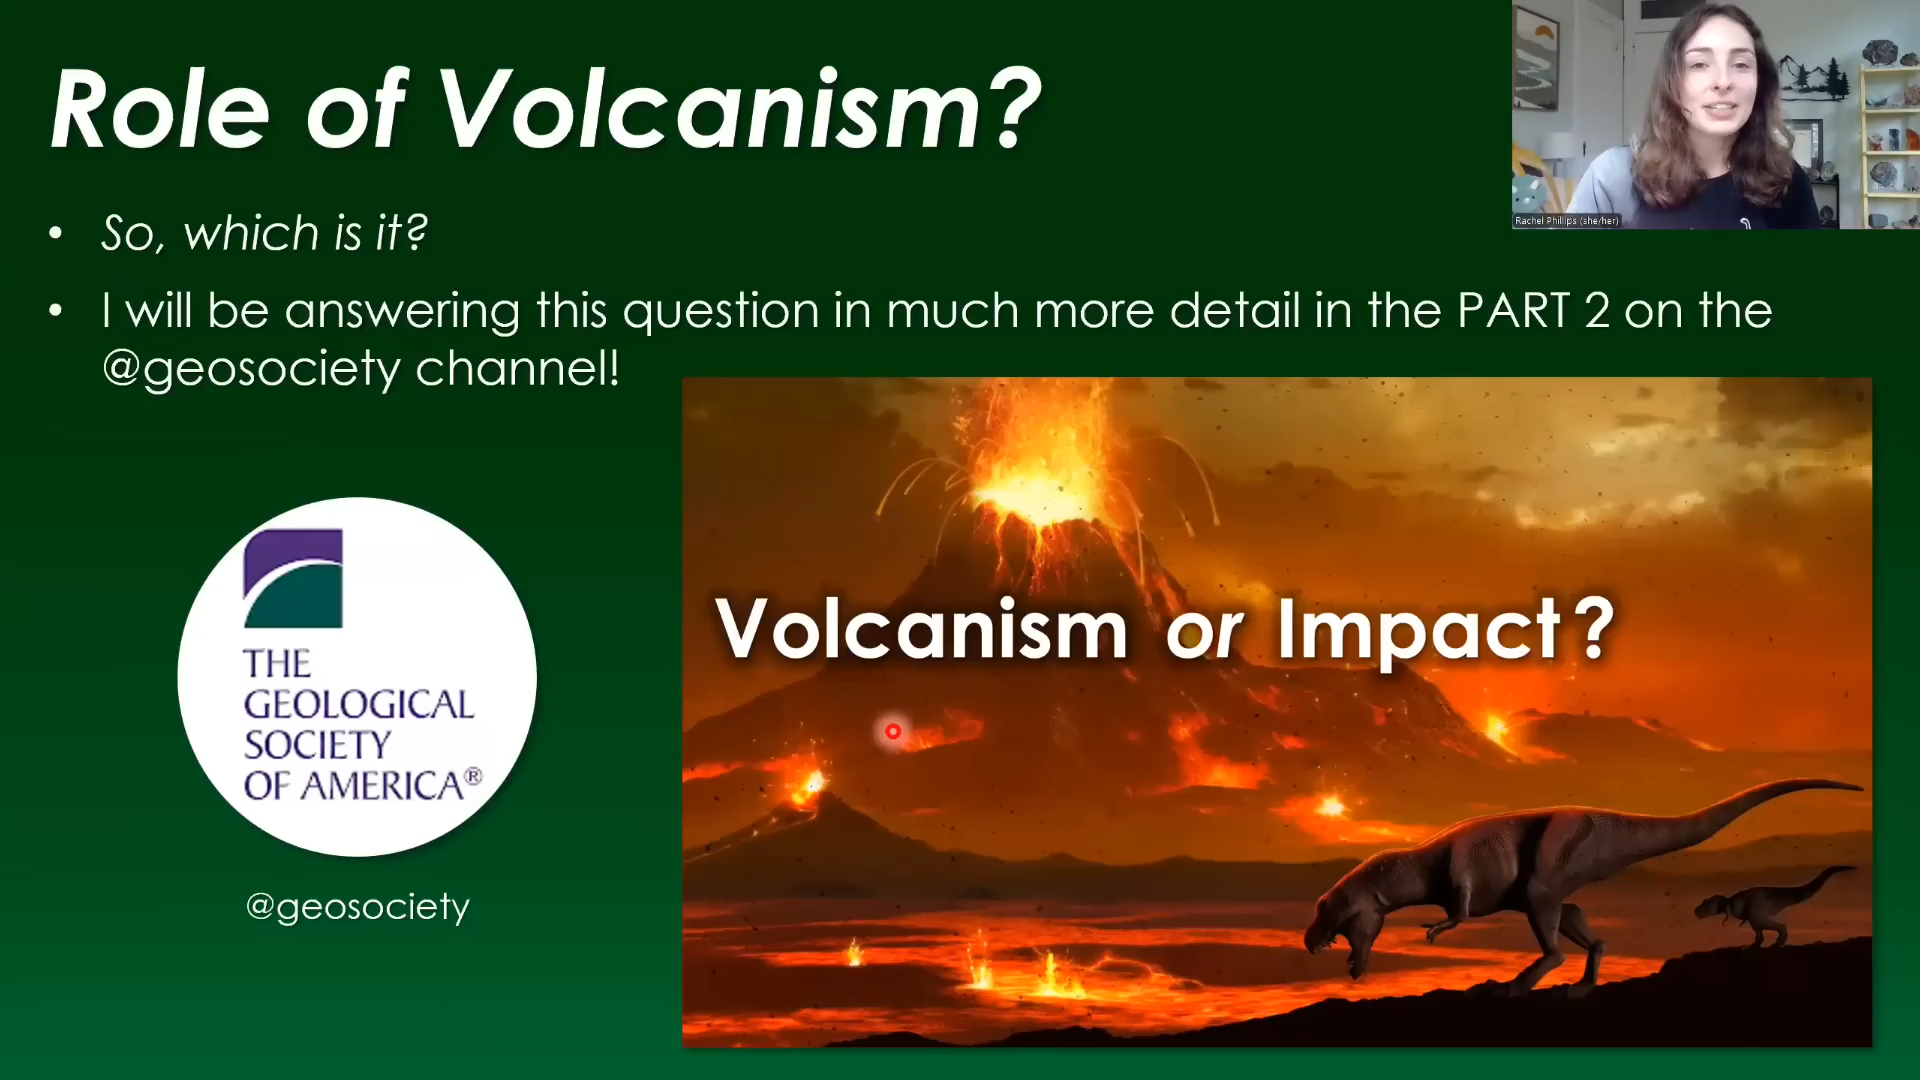 Role of Volcanism?
Rachel Phillips (she/her)
• So, which is it?
• I will be answering this question in much more detail in the PART 2 on the
@geosociety channel!
Volcanism or Impact?
THE
GEOLOGICAL
SOCIETY
OF AMERICA®
@geosociety